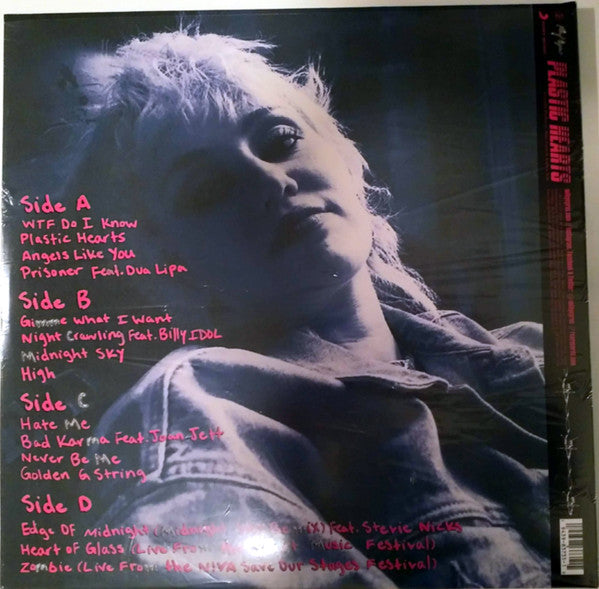 Side A
WTF Do I Know
Plastic Hearts
Angels Like You
Prisoner Feat. Dua Lipa
Side B
Gimme What I Want
Night Crawling Feat. Billy IDOL
Midnight Sky
High
Side C
Hate Me
Bad Karma Feat. Joan Jett
Never Be Me
Golden G String
Side D
Edge OF Midnight (Midnight Feat. Stevie Nicks
Heart of Glass (Live From Music Festival)
Zombie (Live From the NIVA Save Our Stages Festival)
PLASTIC HEARTS
PLASTIC HEARTS